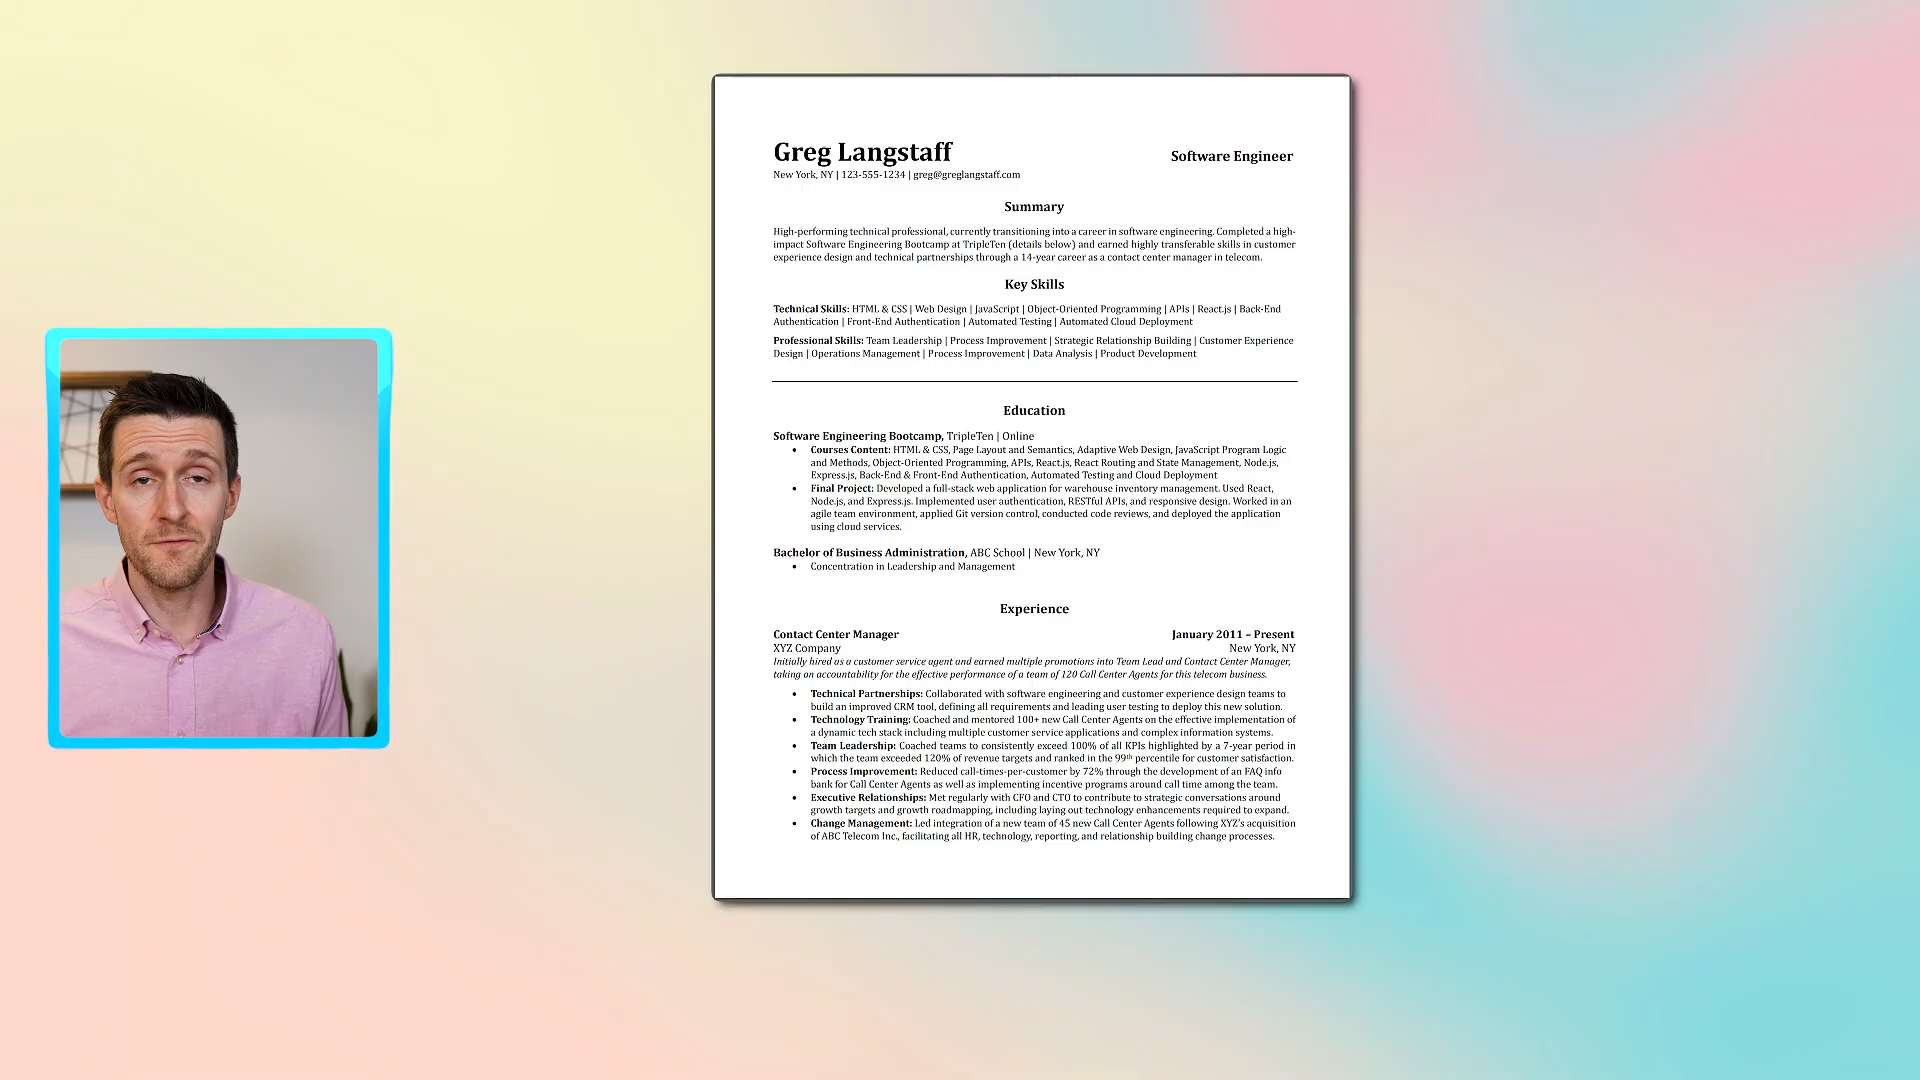 Greg Langstaff
Software Engineer
New York, NY | 123-555-1234 | greg@greglangstaff.com
Summary
High-performing technical professional, currently transitioning into a career in software engineering. Completed a high-
impact Software Engineering Bootcamp at TripleTen (details below) and earned highly transferable skills in customer
experience design and technical partnerships through a 14-year career as a contact center manager in telecom.
Key Skills
Technical Skills: HTML & CSS | Web Design | JavaScript | Object-Oriented Programming | APIs | React.js | Back-End
Authentication | Front-End Authentication | Automated Testing | Automated Cloud Deployment
Professional Skills: Team Leadership | Process Improvement | Strategic Relationship Building | Customer Experience
Design | Operations Management | Process Improvement | Data Analysis | Product Development
Education
Software Engineering Bootcamp, TripleTen | Online
• Courses Content: HTML & CSS, Page Layout and Semantics, Adaptive Web Design, JavaScript Program Logic
and Methods, Object-Oriented Programming, APIs, React.js, React Routing and State Management, Node.js,
Express.js, Back-End & Front-End Authentication, Automated Testing and Cloud Deployment
• Final Project: Developed a full-stack web application for warehouse inventory management. Used React,
Node.js, and Express.js. Implemented user authentication, RESTful APIs, and responsive design. Worked in an
agile team environment, applied Git version control, conducted code reviews, and deployed the application
using cloud services.
Bachelor of Business Administration, ABC School | New York, NY
• Concentration in Leadership and Management
Experience
Contact Center Manager January 2011 – Present
XYZ Company New York, NY
Initially hired as a customer service agent and earned multiple promotions into Team Lead and Contact Center Manager,
taking on accountability for the effective performance of a team of 120 Call Center Agents for this telecom business.
• Technical Partnerships: Collaborated with software engineering and customer experience design teams to
build an improved CRM tool, defining all requirements and leading user testing to deploy this new solution.
• Technology Training: Coached and mentored 100+ new Call Center Agents on the effective implementation of
a dynamic tech stack including multiple customer service applications and complex information systems.
• Team Leadership: Coached teams to consistently exceed 100% of all KPIs highlighted by a 7-year period in
which the team exceeded 120% of revenue targets and ranked in the 99th percentile for customer satisfaction.
• Process Improvement: Reduced call-times-per-customer by 72% through the development of an FAQ info
bank for Call Center Agents as well as implementing incentive programs around call time among the team.
• Executive Relationships: Met regularly with CFO and CTO to contribute to strategic conversations around
growth targets and growth roadmapping, including laying out technology enhancements required to expand.
• Change Management: Led integration of a new team of 45 new Call Center Agents following XYZ's acquisition
of ABC Telecom Inc., facilitating all HR, technology, reporting, and relationship building change processes.